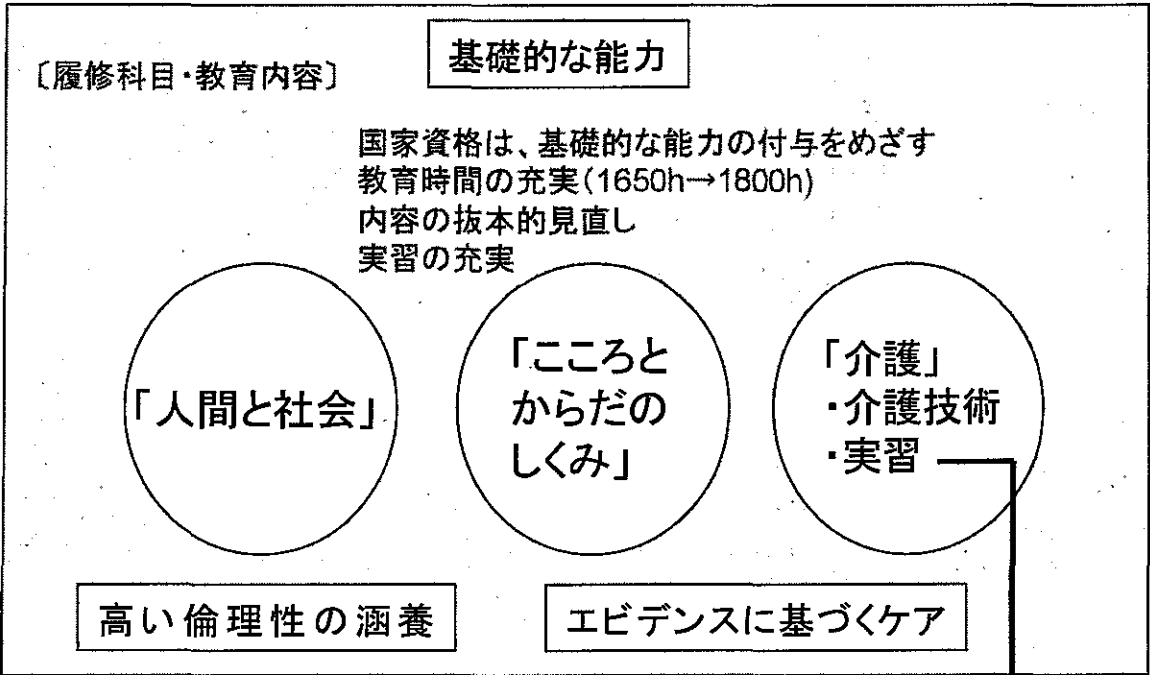 基礎的な能力
〔履修科目・教育内容〕
国家資格は、基礎的な能力の付与をめざす
教育時間の充実(1650h→1800h)
内容の抜本的見直し
実習の充実
「人間と社会」
「こころと
からだの
しくみ」
「介護」
・介護技術
・実習
高い倫理性の涵養
エビデンスに基づくケア